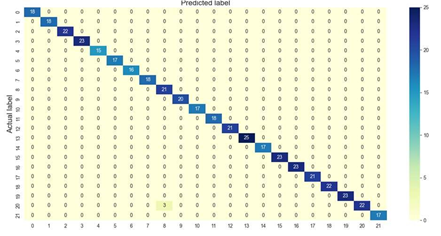 Predicted label
Actual label
0 19 0 0 0 0 0 0 0 0 0 0 0 0 0 0 0 0 0 0 0 0 0
1 0 18 0 0 0 0 0 0 0 0 0 0 0 0 0 0 0 0 0 0 0 0
2 0 0 22 0 0 0 0 0 0 0 0 0 0 0 0 0 0 0 0 0 0 0
3 0 0 0 23 0 0 0 0 0 0 0 0 0 0 0 0 0 0 0 0 0 0
4 0 0 0 0 15 0 0 0 0 0 0 0 0 0 0 0 0 0 0 0 0 0
5 0 0 0 0 0 17 0 0 0 0 0 0 0 0 0 0 0 0 0 0 0 0
6 0 0 0 0 0 0 16 0 0 0 0 0 0 0 0 0 0 0 0 0 0 0
7 0 0 0 0 0 0 0 18 0 0 0 0 0 0 0 0 0 0 0 0 0 0
8 0 0 0 0 0 0 0 0 21 0 0 0 0 0 0 0 0 0 0 0 0 0
9 0 0 0 0 0 0 0 0 0 20 0 0 0 0 0 0 0 0 0 0 0 0
10 0 0 0 0 0 0 0 0 0 0 17 0 0 0 0 0 0 0 0 0 0 0
11 0 0 0 0 0 0 0 0 0 0 0 18 0 0 0 0 0 0 0 0 0 0
12 0 0 0 0 0 0 0 0 0 0 0 0 21 0 0 0 0 0 0 0 0 0
13 0 0 0 0 0 0 0 0 0 0 0 0 0 25 0 0 0 0 0 0 0 0
14 0 0 0 0 0 0 0 0 0 0 0 0 0 0 17 0 0 0 0 0 0 0
15 0 0 0 0 0 0 0 0 0 0 0 0 0 0 0 23 0 0 0 0 0 0
16 0 0 0 0 0 0 0 0 0 0 0 0 0 0 0 0 23 0 0 0 0 0
17 0 0 0 0 0 0 0 0 0 0 0 0 0 0 0 0 0 21 0 0 0 0
18 0 0 0 0 0 0 0 0 0 0 0 0 0 0 0 0 0 0 22 0 0 0
19 0 0 0 0 0 0 0 0 0 0 0 0 0 0 0 0 0 0 0 23 0 0
20 0 0 0 0 0 0 0 0 3 0 0 0 0 0 0 0 0 0 0 0 22 0
21 0 0 0 0 0 0 0 0 0 0 0 0 0 0 0 0 0 0 0 0 0 17
0 1 2 3 4 5 6 7 8 9 10 11 12 13 14 15 16 17 18 19 20 21
25
20
15
10
5
0